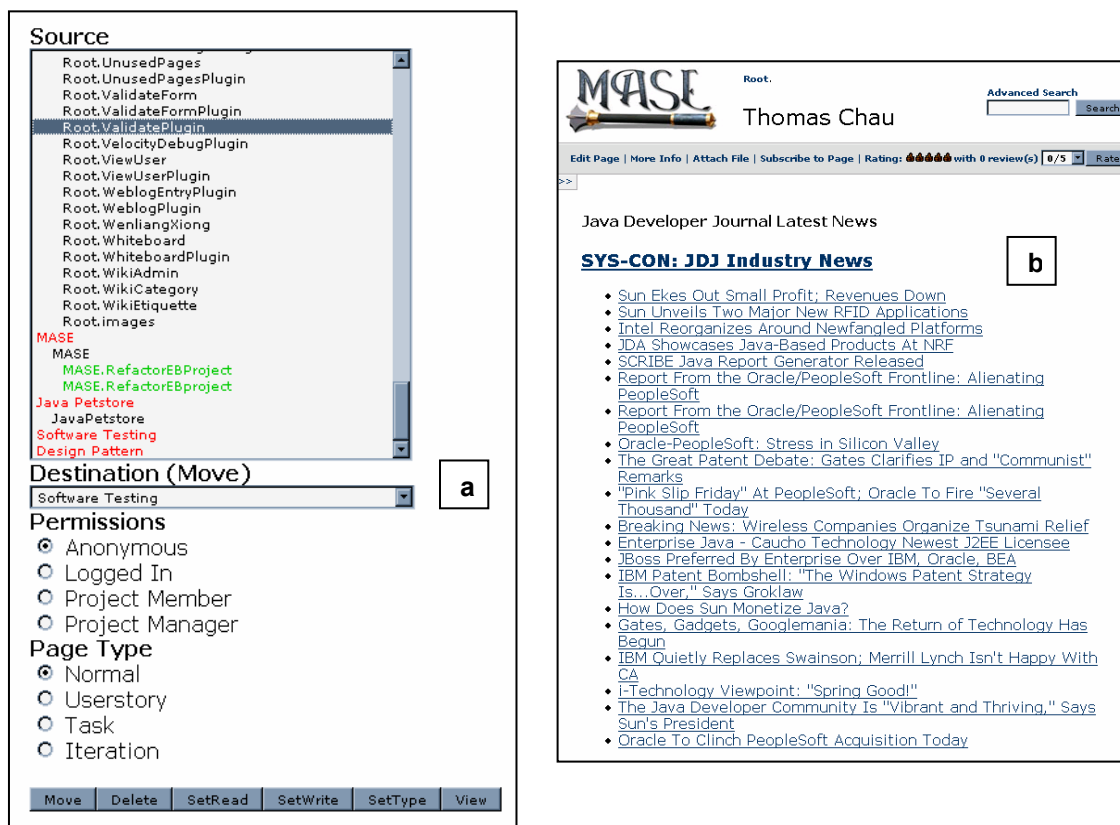 Source
Root.UnusedPages
Root.UnusedPagesPlugin
Root.ValidateForm
Root.ValidateFormPlugin
Root.ValidatePlugin
Root.VelocityDebugPlugin
Root.ViewUser
Root.ViewUserPlugin
Root.WeblogEntryPlugin
Root.WeblogPlugin
Root.WenliangXiong
Root.Whiteboard
Root.WhiteboardPlugin
Root.WikiAdmin
Root.WikiCategory
Root.WikiEtiquette
Root.images
MASE
MASE
MASE.RefactorEBProject
MASE.RefactorEBproject
Java Petstore
JavaPetstore
Software Testing
Design Pattern
Destination (Move)
Software Testing
a
Permissions
Anonymous
Logged In
Project Member
Project Manager
Page Type
Normal
Userstory
Task
Iteration
Move Delete SetRead SetWrite SetType View
MASE
Root.
Thomas Chau
Advanced Search
Search
Edit Page | More Info | Attach File | Subscribe to Page | Rating: with 0 review(s) 0/5 Rate
>>
Java Developer Journal Latest News
b
SYS-CON: JDJ Industry News
Sun Ekes Out Small Profit; Revenues Down
Sun Unveils Two Major New RFID Applications
Intel Reorganizes Around Newfangled Platforms
JDA Showcases Java-Based Products At NRF
SCRIBE Java Report Generator Released
Report From the Oracle/PeopleSoft Frontline: Alienating
PeopleSoft
Report From the Oracle/PeopleSoft Frontline: Alienating
PeopleSoft
Oracle-PeopleSoft: Stress in Silicon Valley
The Great Patent Debate: Gates Clarifies IP and "Communist"
Remarks
"Pink Slip Friday" At PeopleSoft; Oracle To Fire "Several
Thousand" Today
Breaking News: Wireless Companies Organize Tsunami Relief
Enterprise Java - Caucho Technology Newest J2EE Licensee
JBoss Preferred By Enterprise Over IBM, Oracle, BEA
IBM Patent Bombshell: "The Windows Patent Strategy
Is...Over," Says Groklaw
How Does Sun Monetize Java?
Gates, Gadgets, Googlemania: The Return of Technology Has
Begun
IBM Quietly Replaces Swainson; Merrill Lynch Isn't Happy With
CA
i-Technology Viewpoint: "Spring Good!"
The Java Developer Community Is "Vibrant and Thriving," Says
Sun's President
Oracle To Clinch PeopleSoft Acquisition Today